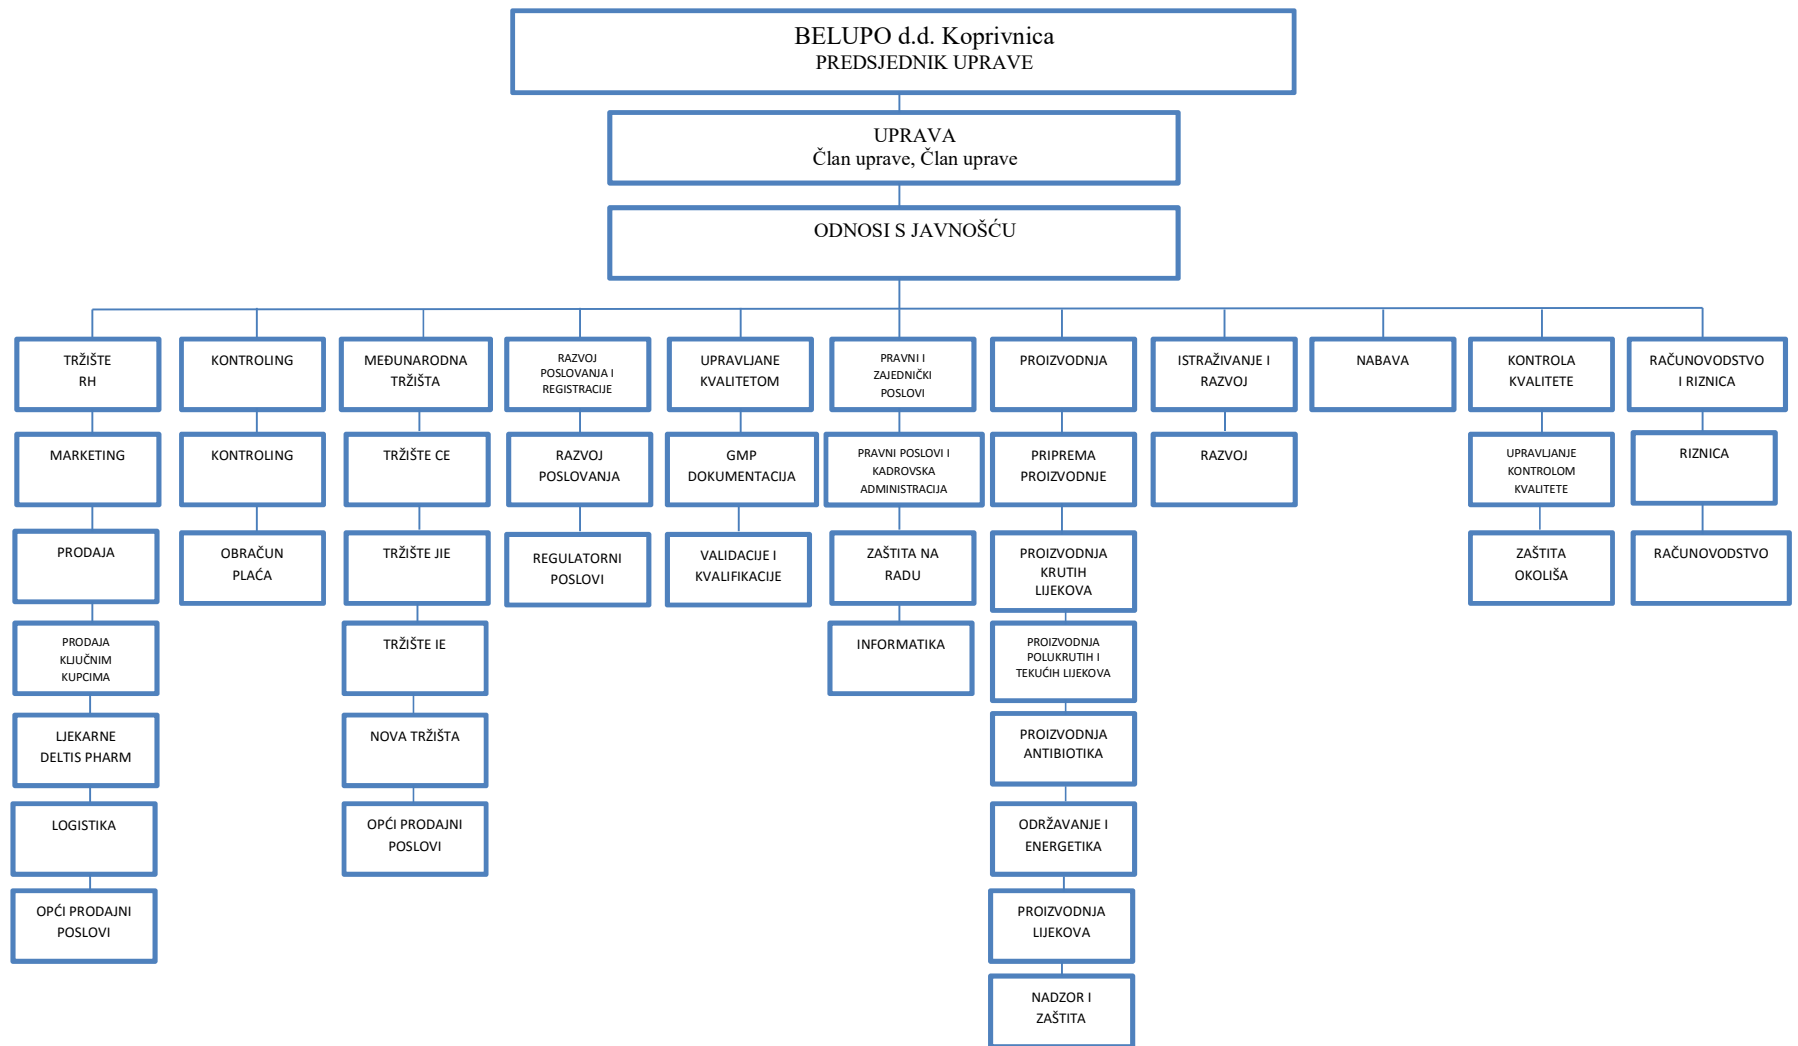 BELUPO d.d. Koprivnica
PREDSJEDNIK UPRAVE
UPRAVA
Član uprave, Član uprave
ODNOSI S JAVNOŠĆU
TRŽIŠTE
RH
KONTROLING
MEĐUNARODNA
TRŽIŠTA
RAZVOJ
POSLOVANJA I
REGISTRACIJE
UPRAVLJANE
KVALITETOM
PRAVNI I
ZAJEDNIČKI
POSLOVI
PROIZVODNJA
ISTRAŽIVANJE I
RAZVOJ
NABAVA
KONTROLA
KVALITETE
RAČUNOVODSTVO
I RIZNICA
MARKETING
KONTROLING
TRŽIŠTE CE
RAZVOJ
POSLOVANJA
GMP
DOKUMENTACIJA
PRAVNI POSLOVI I
KADROVSKA
ADMINISTRACIJA
PRIPREMA
PROIZVODNJE
RAZVOJ
UPRAVLJANJE
KONTROLOM
KVALITETE
RIZNICA
PRODAJA
OBRAČUN
PLAĆA
TRŽIŠTE JIE
REGULATORNI
POSLOVI
VALIDACIJE I
KVALIFIKACIJE
ZAŠTITA NA
RADU
PROIZVODNJA
KRUTIH
LIJEKOVA
ZAŠTITA
OKOLIŠA
RAČUNOVODSTVO
PRODAJA
KLJUČNIM
KUPCIMA
TRŽIŠTE IE
INFORMATIKA
PROIZVODNJA
POLUKRUTIH I
TEKUĆIH LIJEKOVA
LJEKARNE
DELTIS PHARM
NOVA TRŽIŠTA
PROIZVODNJA
ANTIBIOTIKA
LOGISTIKA
OPĆI PRODAJNI
POSLOVI
ODRŽAVANJE I
ENERGETIKA
OPĆI PRODAJNI
POSLOVI
PROIZVODNJA
LIJEKOVA
NADZOR I
ZAŠTITA